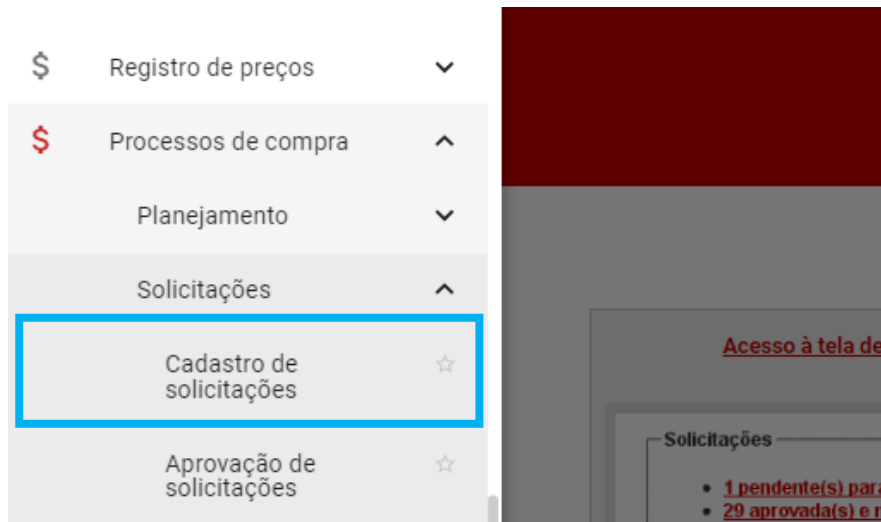 $ Registro de preços
$ Processos de compra
Planejamento
Solicitações
Cadastro de
solicitações
Aprovação de
solicitações
Acesso à tela de
Solicitações
1 pendente(s) para
29 aprovada(s) e